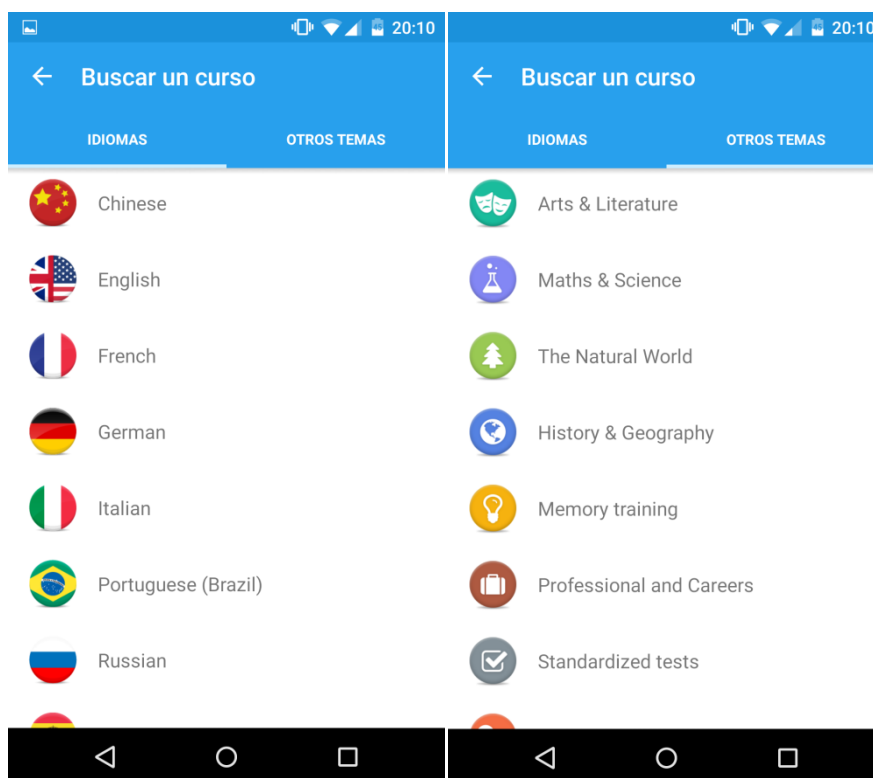 20:10
Buscar un curso
IDIOMAS OTROS TEMAS
Chinese
English
French
German
Italian
Portuguese (Brazil)
Russian
20:10
Buscar un curso
IDIOMAS OTROS TEMAS
Arts & Literature
Maths & Science
The Natural World
History & Geography
Memory training
Professional and Careers
Standardized tests